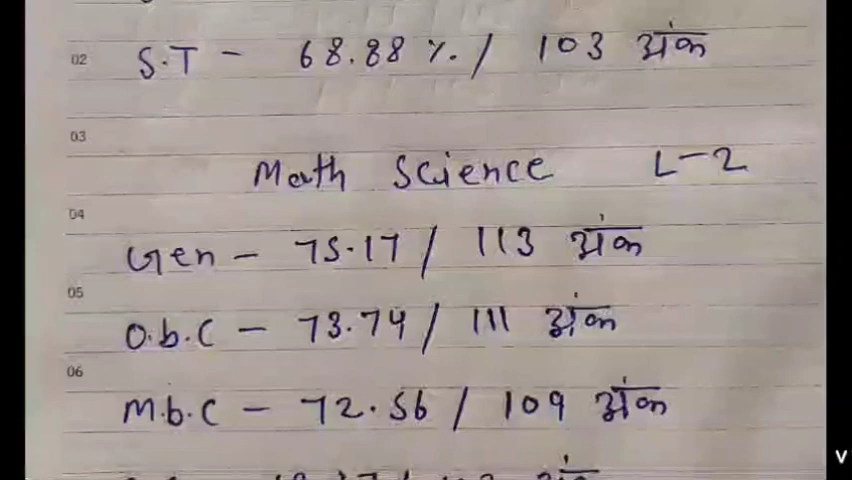 02 S.T - 68.88 %. / 103 अंक
03
Math Science L-2
04
Gen - 75.17 / 113 अंक
05
O.b.C - 73.74 / 111 अंक
06
M.b.C - 72.56 / 109 अंक
अंक
v